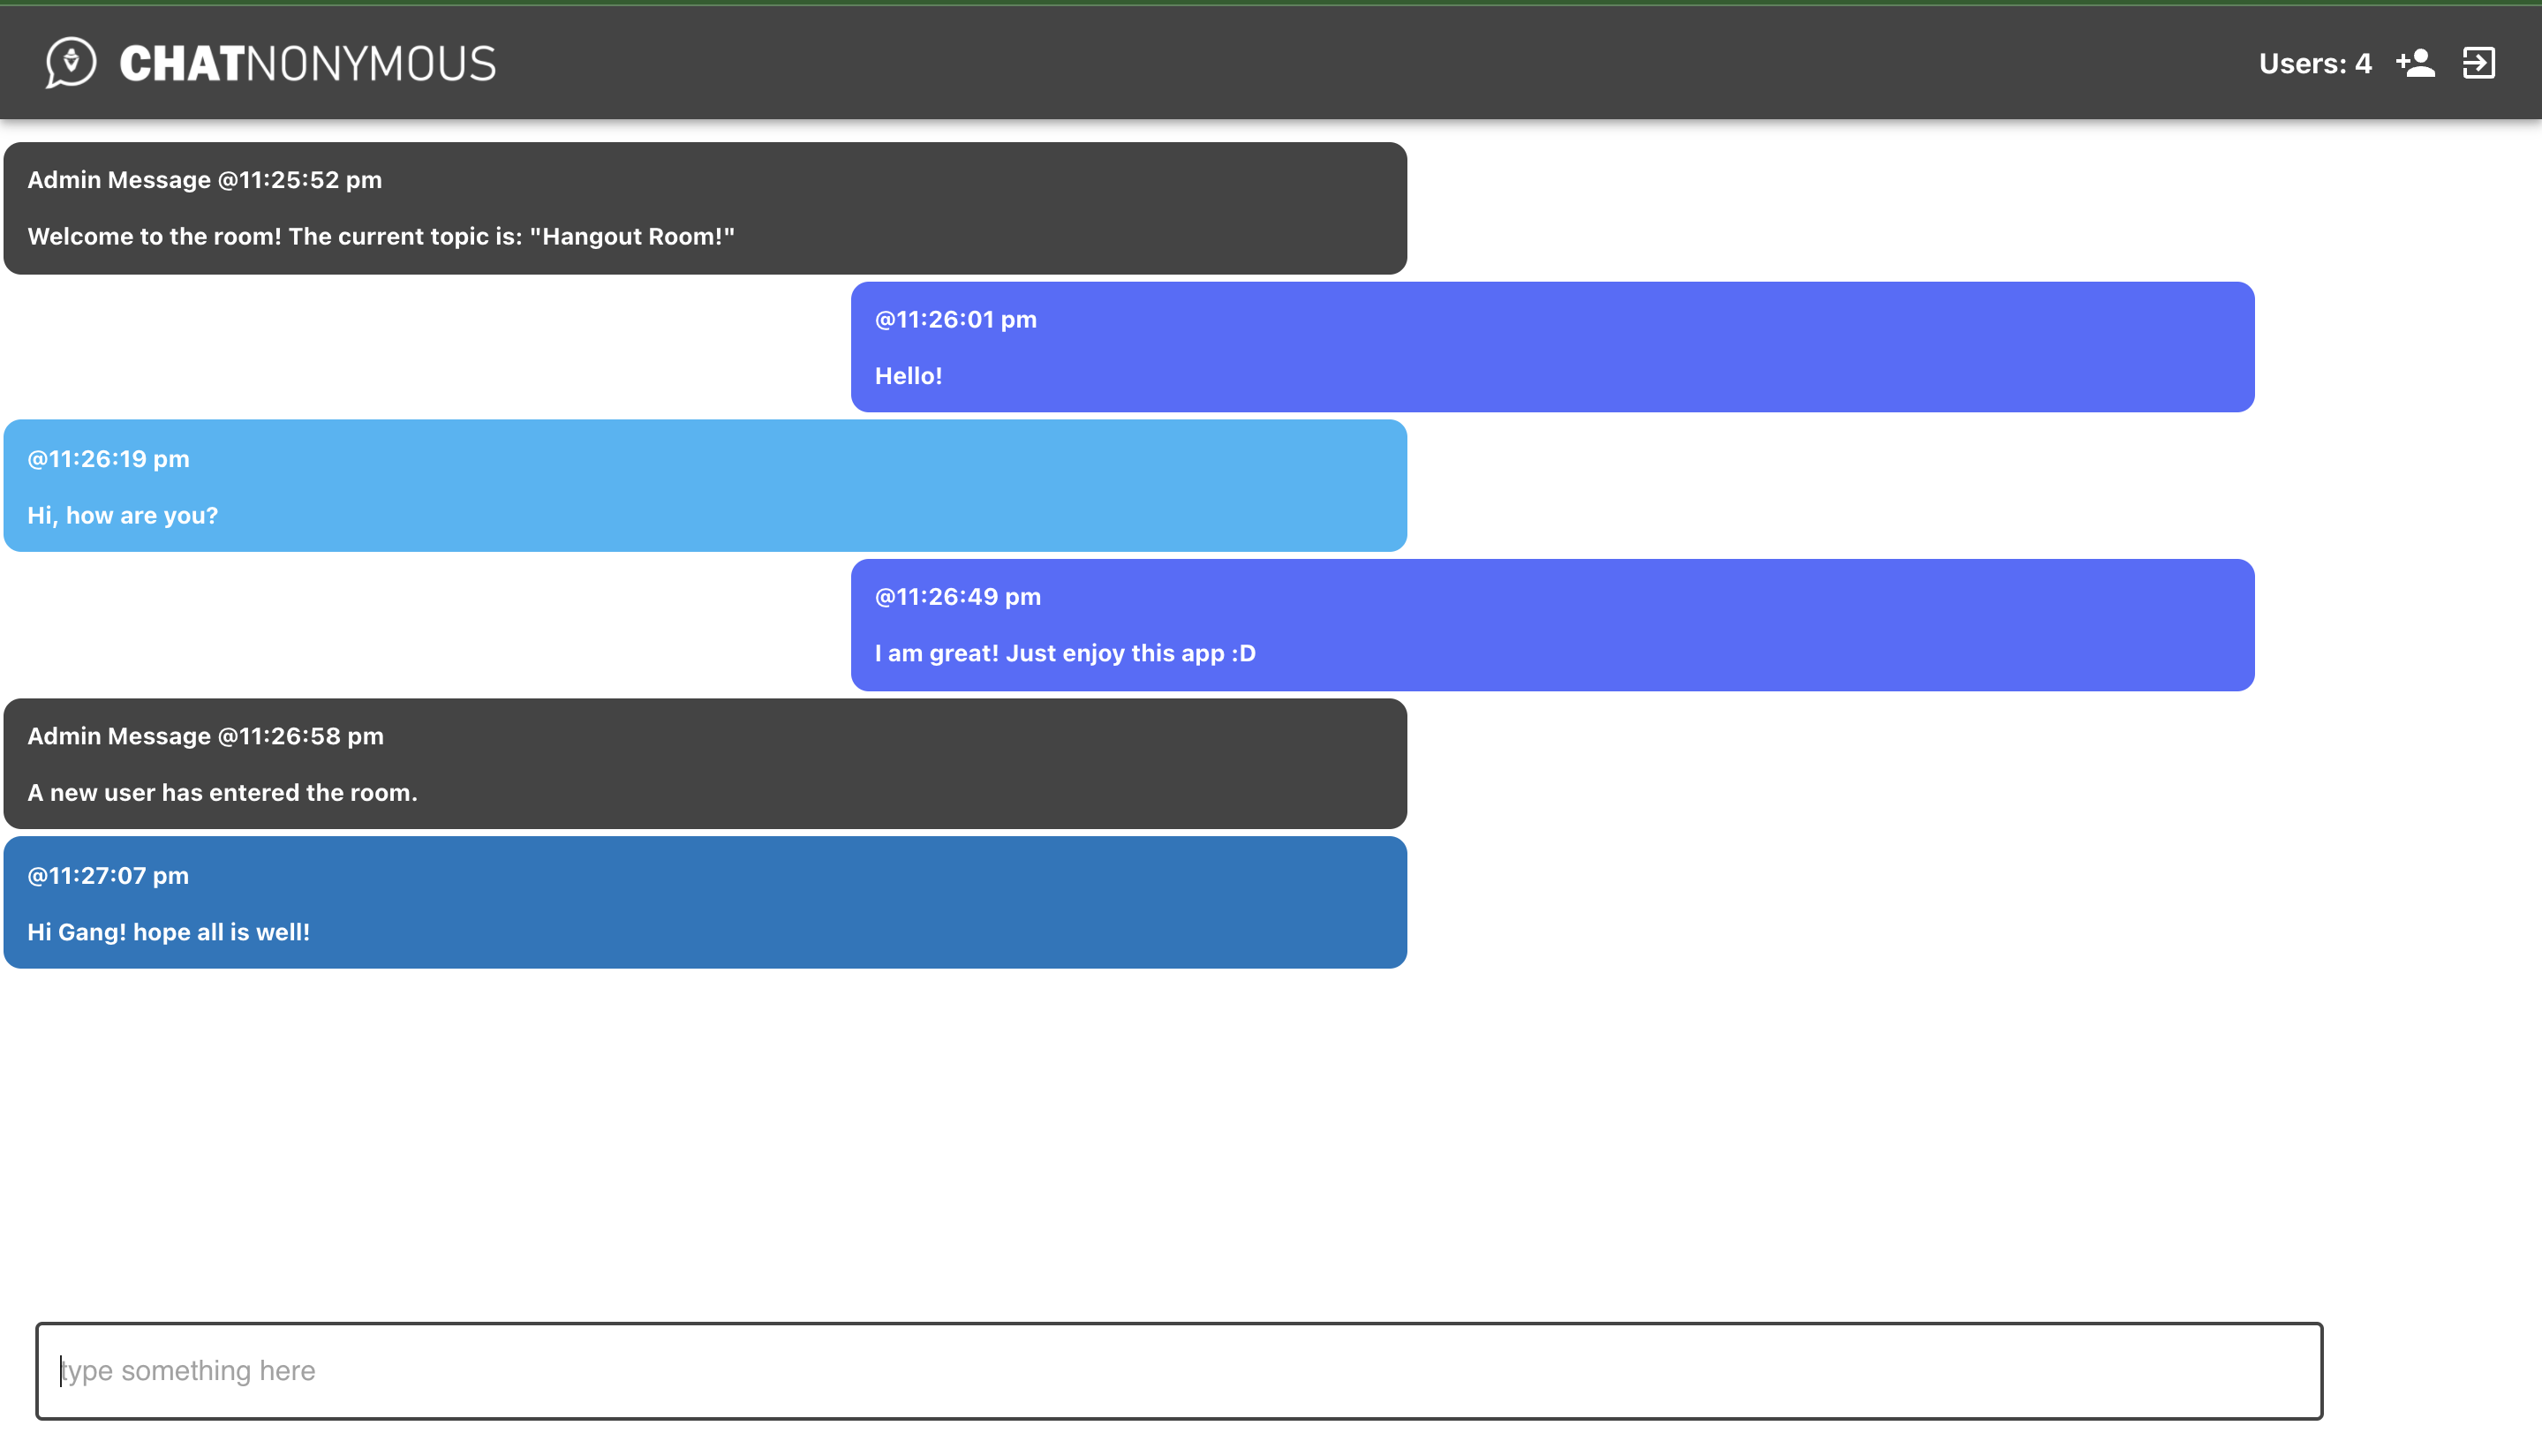 CHATNONYMOUS
Users: 4
Admin Message @11:25:52 pm
Welcome to the room! The current topic is: "Hangout Room!"
@11:26:01 pm
Hello!
@11:26:19 pm
Hi, how are you?
@11:26:49 pm
I am great! Just enjoy this app :D
Admin Message @11:26:58 pm
A new user has entered the room.
@11:27:07 pm
Hi Gang! hope all is well!
type something here